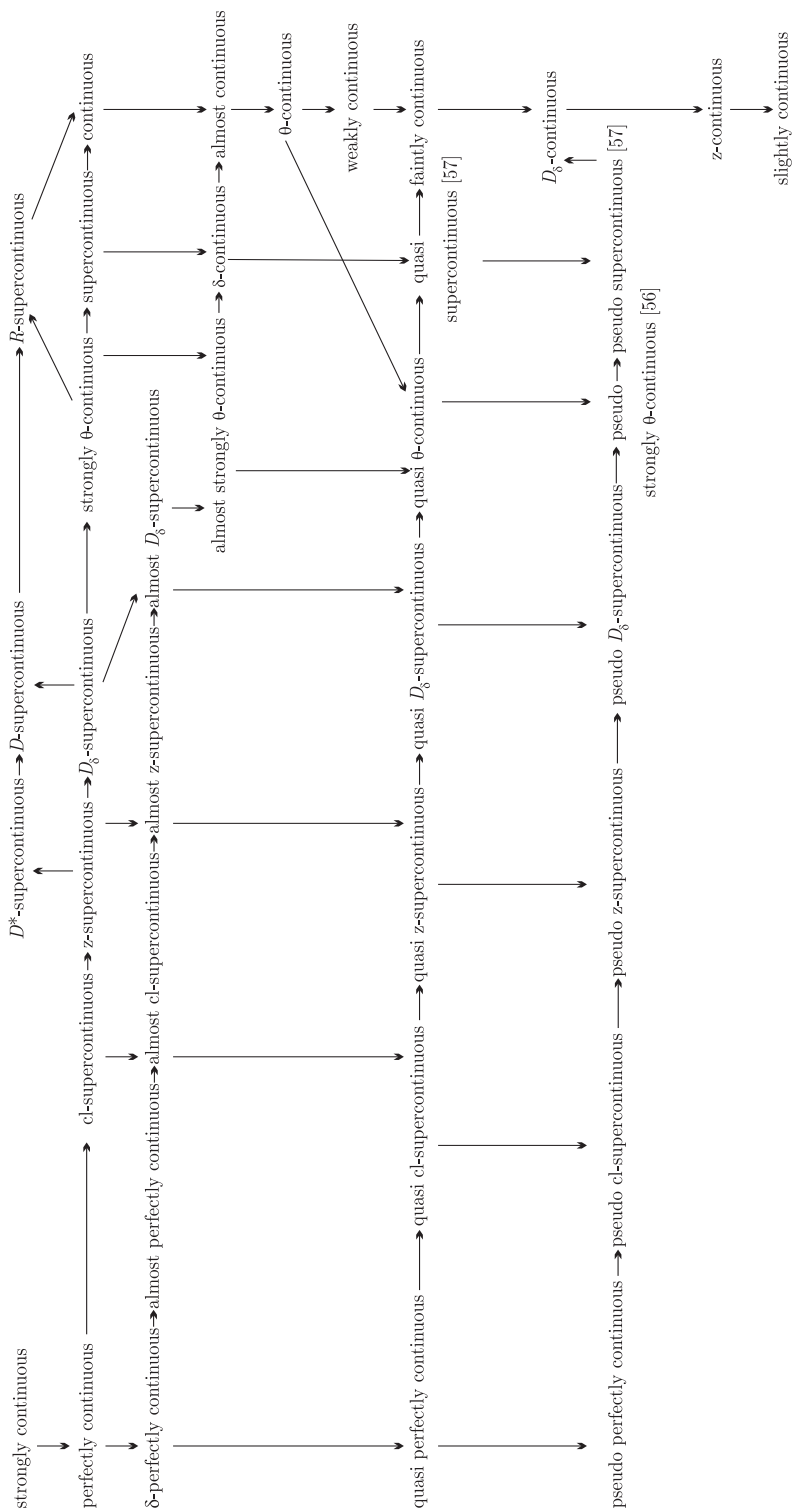 strongly continuous
D*-supercontinuous D-supercontinuous R-supercontinuous
perfectly continuous cl-supercontinuous z-supercontinuous D_δ-supercontinuous strongly θ-continuous supercontinuous continuous
δ-perfectly continuous almost perfectly continuous almost cl-supercontinuous almost z-supercontinuous almost D_δ-supercontinuous
almost strongly θ-continuous δ-continuous almost continuous
θ-continuous
weakly continuous
quasi perfectly continuous quasi cl-supercontinuous quasi z-supercontinuous quasi D_δ-supercontinuous quasi θ-continuous quasi faintly continuous
supercontinuous [57]
D_δ-continuous
pseudo perfectly continuous pseudo cl-supercontinuous pseudo z-supercontinuous pseudo D_δ-supercontinuous pseudo pseudo supercontinuous [57]
strongly θ-continuous [56]
z-continuous
slightly continuous